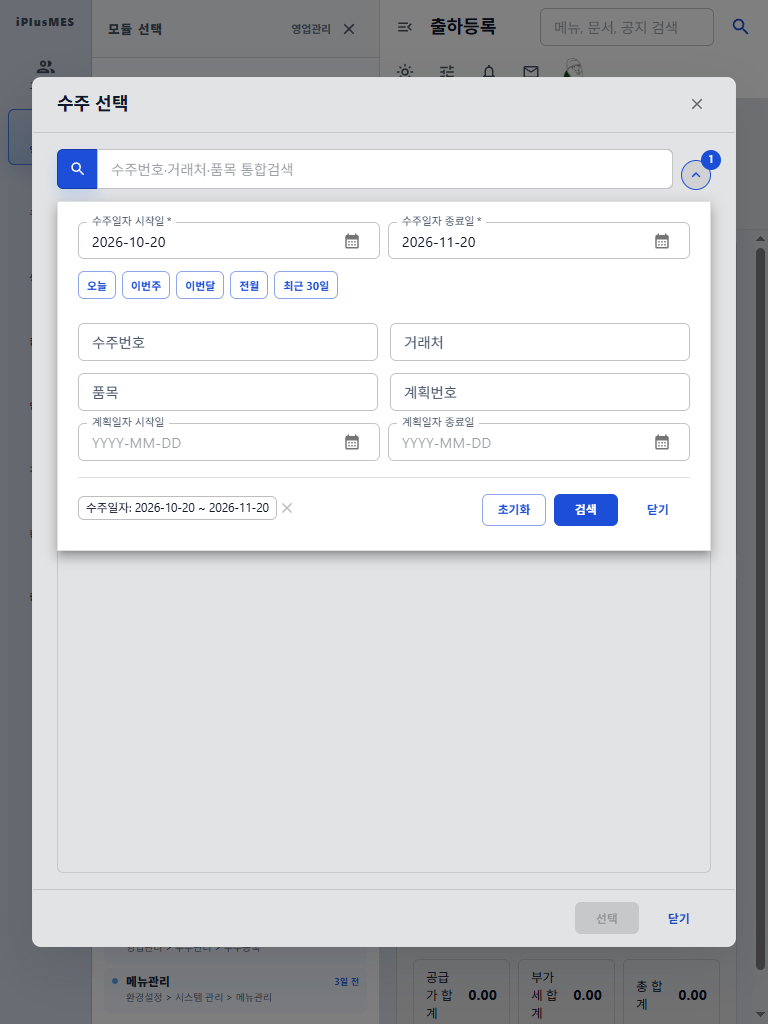 iPlusMES
모듈 선택
영업관리
출하등록
메뉴, 문서, 공지 검색
수주 선택
수주번호·거래처·품목 통합검색
1
수주일자 시작일 *
2026-10-20
수주일자 종료일 *
2026-11-20
오늘
이번주
이번달
전월
최근 30일
수주번호
거래처
품목
계획번호
계획일자 시작일
YYYY-MM-DD
계획일자 종료일
YYYY-MM-DD
수주일자: 2026-10-20 ~ 2026-11-20
초기화
검색
닫기
선택
닫기
메뉴관리
3일 전
환경설정 > 시스템 관리 > 메뉴관리
공급
가 합
계
0.00
부가
세 합
계
0.00
총 합
계
0.00